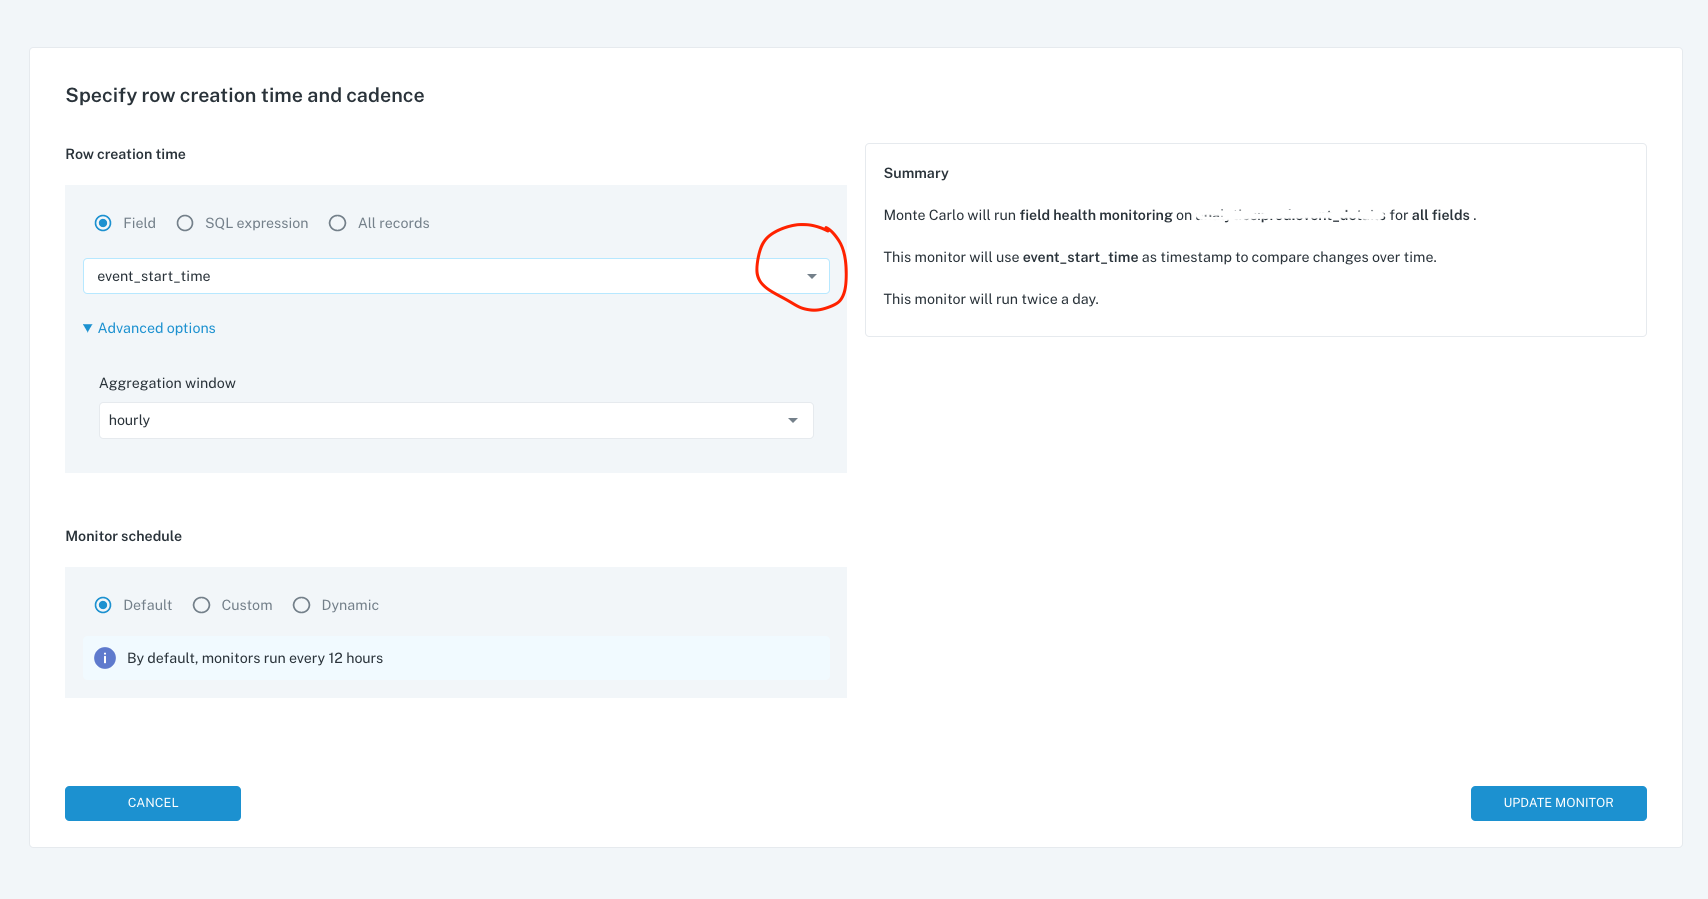 Specify row creation time and cadence
Row creation time
Field SQL expression All records
event_start_time
Advanced options
Aggregation window
hourly
Monitor schedule
Default Custom Dynamic
i By default, monitors run every 12 hours
CANCEL
Summary
Monte Carlo will run field health monitoring on for all fields .
This monitor will use event_start_time as timestamp to compare changes over time.
This monitor will run twice a day.
UPDATE MONITOR